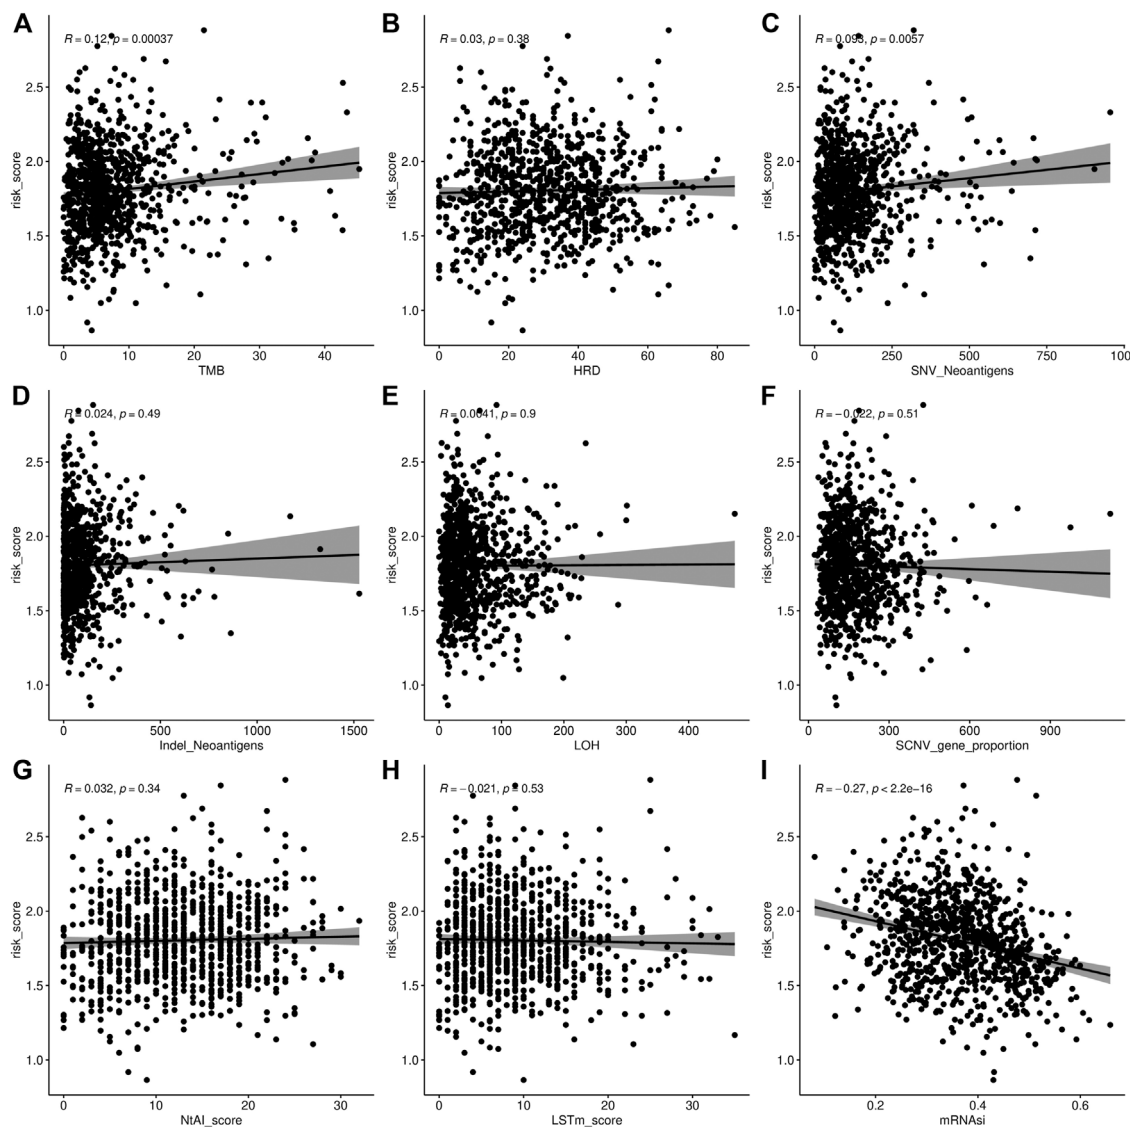 A B C
R = 0.12, p = 0.00037
R = 0.03, p = 0.38
R = 0.093, p = 0.0057
risk_score
2.5
2.0
1.5
1.0
0 10 20 30 40
TMB
risk_score
2.5
2.0
1.5
1.0
0 20 40 60 80
HRD
risk_score
2.5
2.0
1.5
1.0
0 250 500 750 100
SNV_Neoantigens
D E F
R = 0.024, p = 0.49
R = 0.0041, p = 0.9
R = −0.022, p = 0.51
risk_score
2.5
2.0
1.5
1.0
0 500 1000 1500
Indel_Neoantigens
risk_score
2.5
2.0
1.5
1.0
0 100 200 300 400
LOH
risk_score
2.5
2.0
1.5
1.0
0 300 600 900
SCNV_gene_proportion
G H I
R = 0.032, p = 0.34
R = −0.021, p = 0.53
R = −0.27, p < 2.2e−16
risk_score
2.5
2.0
1.5
1.0
0 10 20 30
NtAI_score
risk_score
2.5
2.0
1.5
1.0
0 10 20 30
LSTm_score
risk_score
2.5
2.0
1.5
1.0
0.2 0.4 0.6
mRNAsi